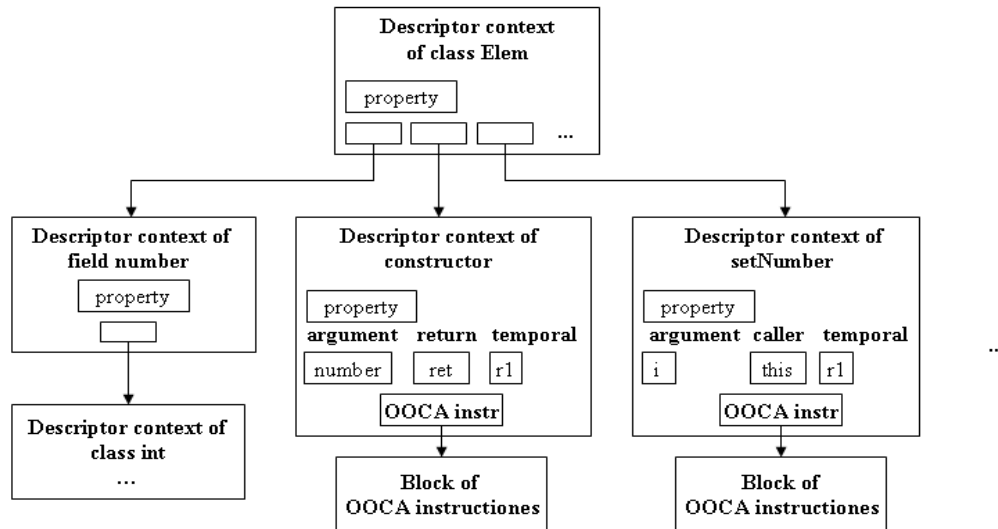 Descriptor context
of class Elem
property
...
Descriptor context of
field number
property
Descriptor context of
class int
...
Descriptor context of
constructor
property
argument return temporal
number ret r1
OOCA instr
Block of
OOCA instructiones
Descriptor context of
setNumber
property
argument caller temporal
i this r1
OOCA instr
Block of
OOCA instructiones
...